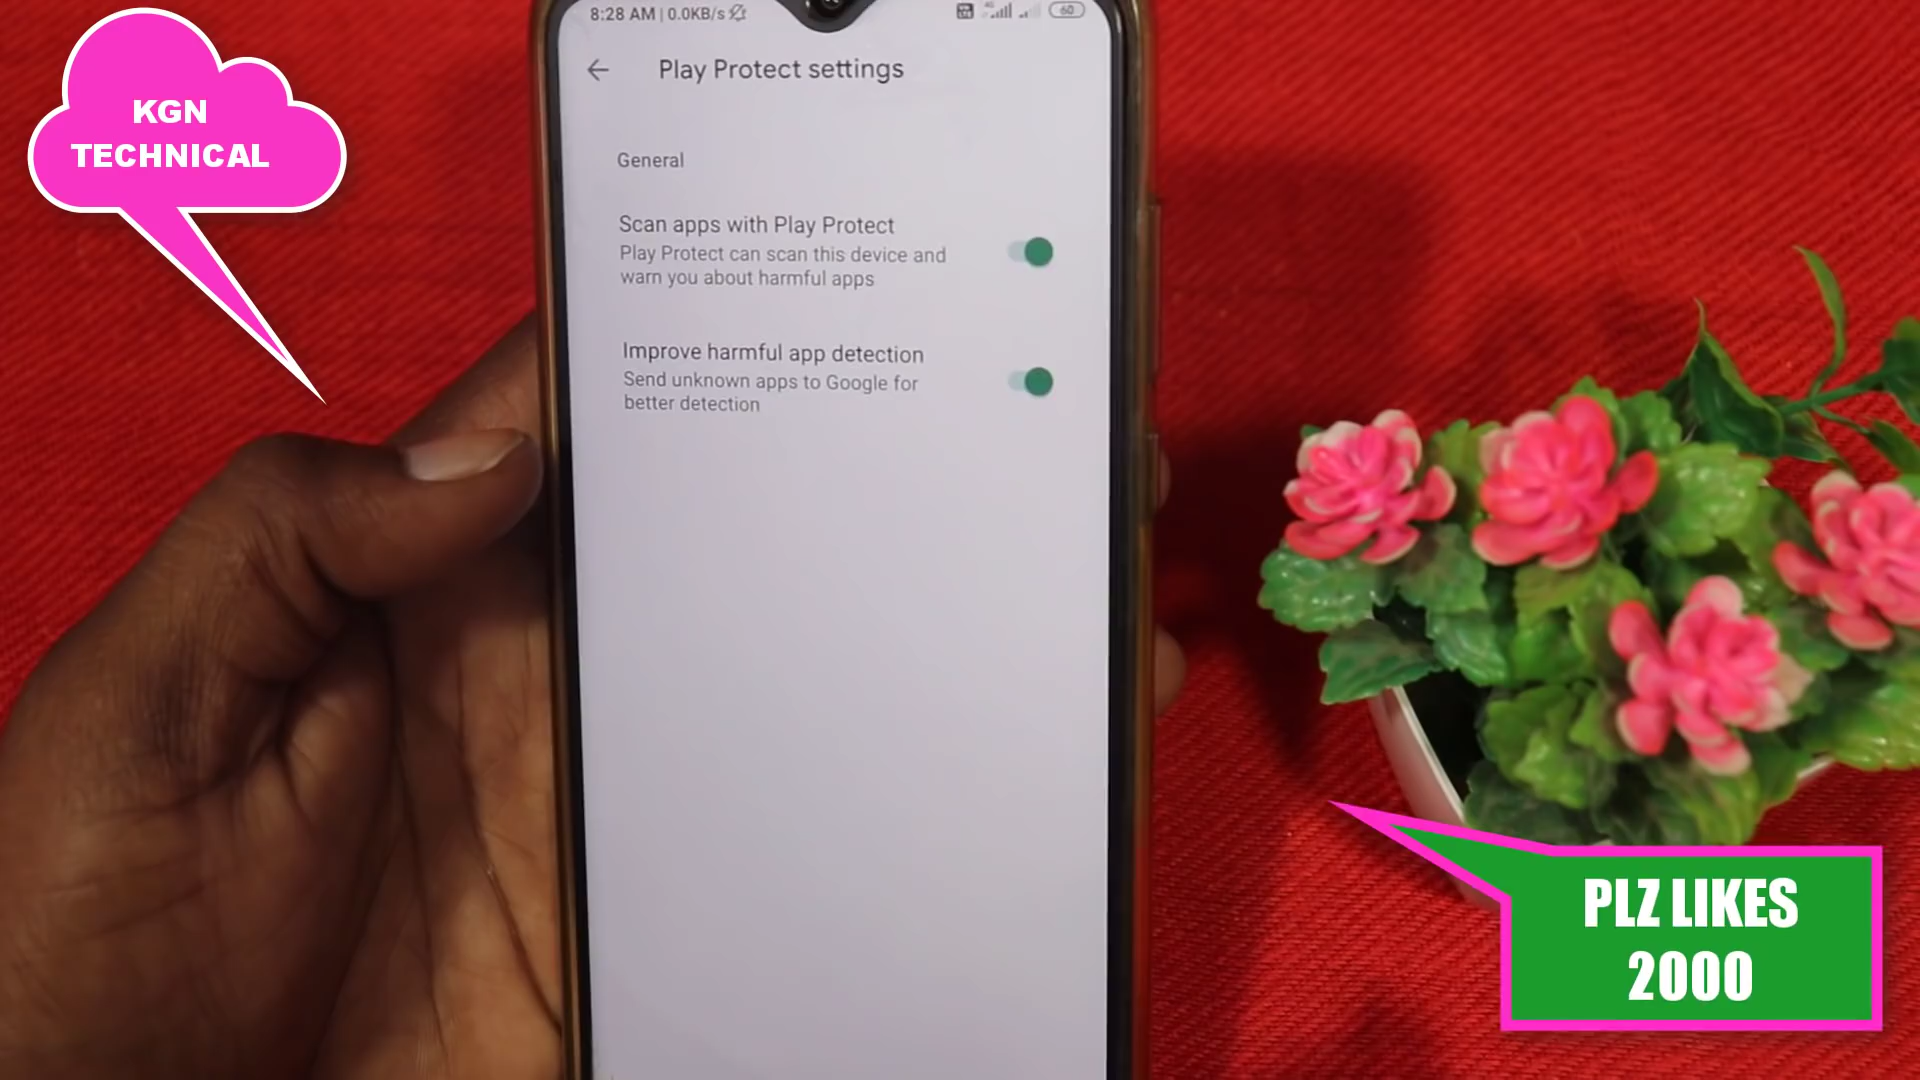 8:28 AM | 0.0KB/s
60
Play Protect settings
General
Scan apps with Play Protect
Play Protect can scan this device and
warn you about harmful apps
Improve harmful app detection
Send unknown apps to Google for
better detection
KGN
TECHNICAL
PLZ LIKES
2000